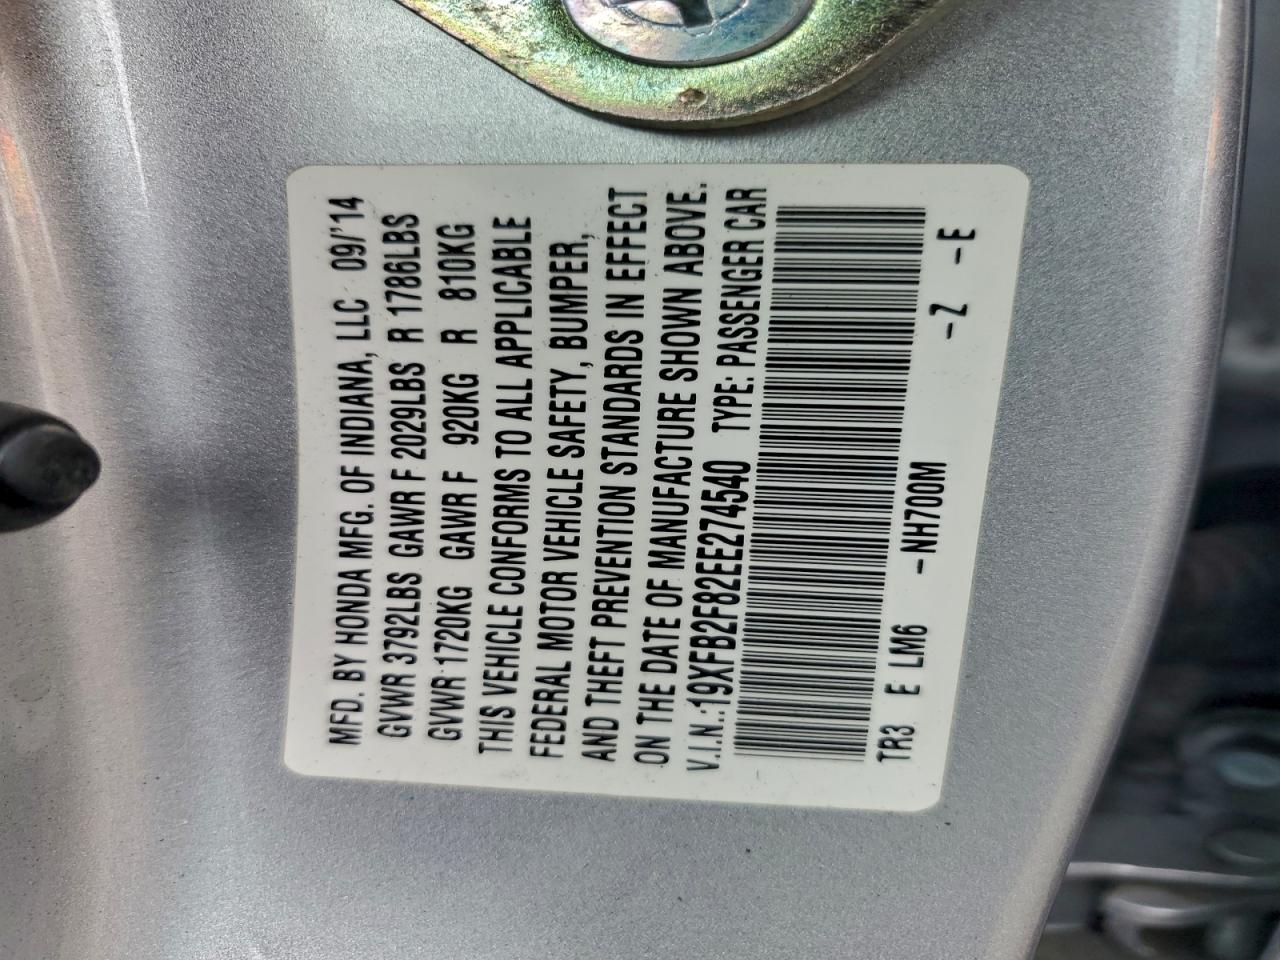 MFD. BY HONDA MFG. OF INDIANA, LLC 09/'14
GVWR 3792LBS GAWR F 2029LBS R 1786LBS
GVWR 1720KG GAWR F 920KG R 810KG
THIS VEHICLE CONFORMS TO ALL APPLICABLE
FEDERAL MOTOR VEHICLE SAFETY, BUMPER,
AND THEFT PREVENTION STANDARDS IN EFFECT
ON THE DATE OF MANUFACTURE SHOWN ABOVE.
V.I.N.:19XFB2F82EE274540 TYPE: PASSENGER CAR
TR3 E LM6 -NH700M -Z -E